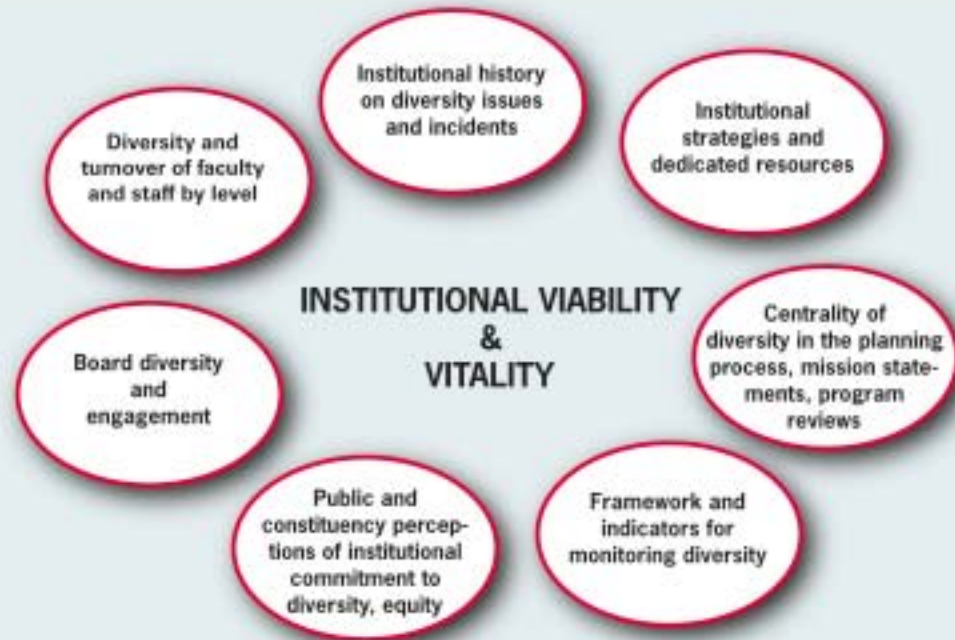 Institutional history
on diversity issues
and incidents
Institutional
strategies and
dedicated resources
Diversity and
turnover of faculty
and staff by level
INSTITUTIONAL VIABILITY
&
VITALITY
Centrality of
diversity in the planning
process, mission state-
ments, program
reviews
Board diversity
and
engagement
Public and
constituency percep-
tions of institutional
commitment to
diversity, equity
Framework and
indicators for
monitoring diversity